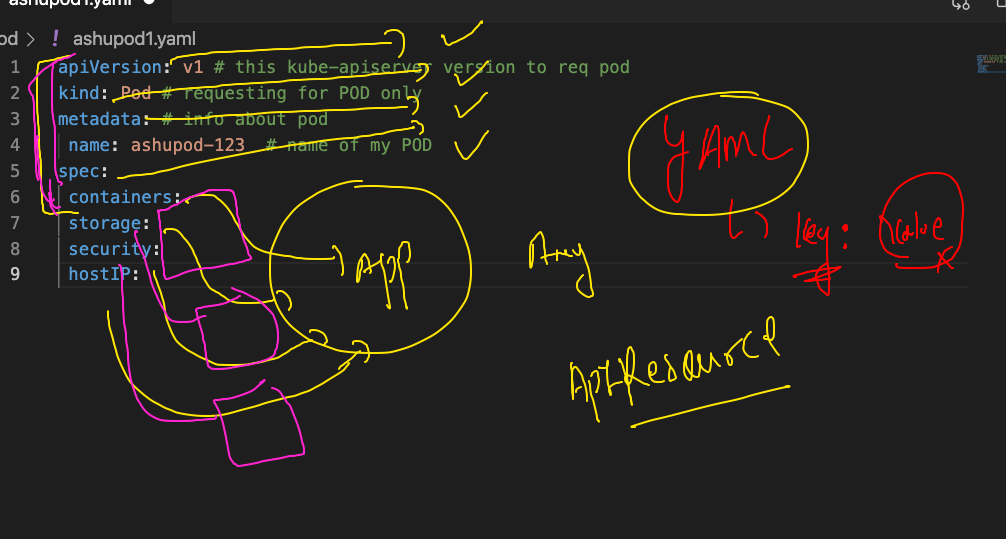 ashupod1.yaml
od > ! ashupod1.yaml
1 apiVersion: v1 # this kube-apiserver version to req pod
2 kind: Pod # requesting for POD only
3 metadata: # info about pod
4 name: ashupod-123 # name of my POD
5 spec:
6 containers:
7 storage:
8 security:
9 hostIP:
YAML
key: value
App
Any
ApiResource